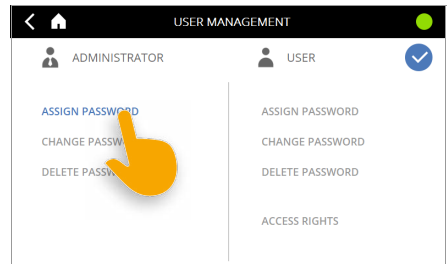 USER MANAGEMENT
ADMINISTRATOR
USER
ASSIGN PASSWORD
CHANGE
DELETE
ASSIGN PASSWORD
CHANGE PASSWORD
DELETE PASSWORD
ACCESS RIGHTS